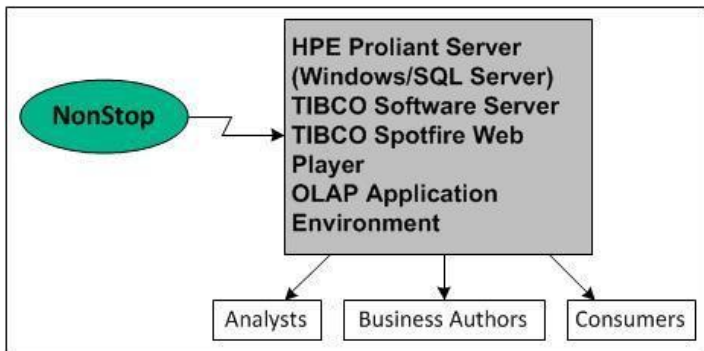 NonStop
HPE Proliant Server
(Windows/SQL Server)
TIBCO Software Server
TIBCO Spotfire Web
Player
OLAP Application
Environment
Analysts
Business Authors
Consumers